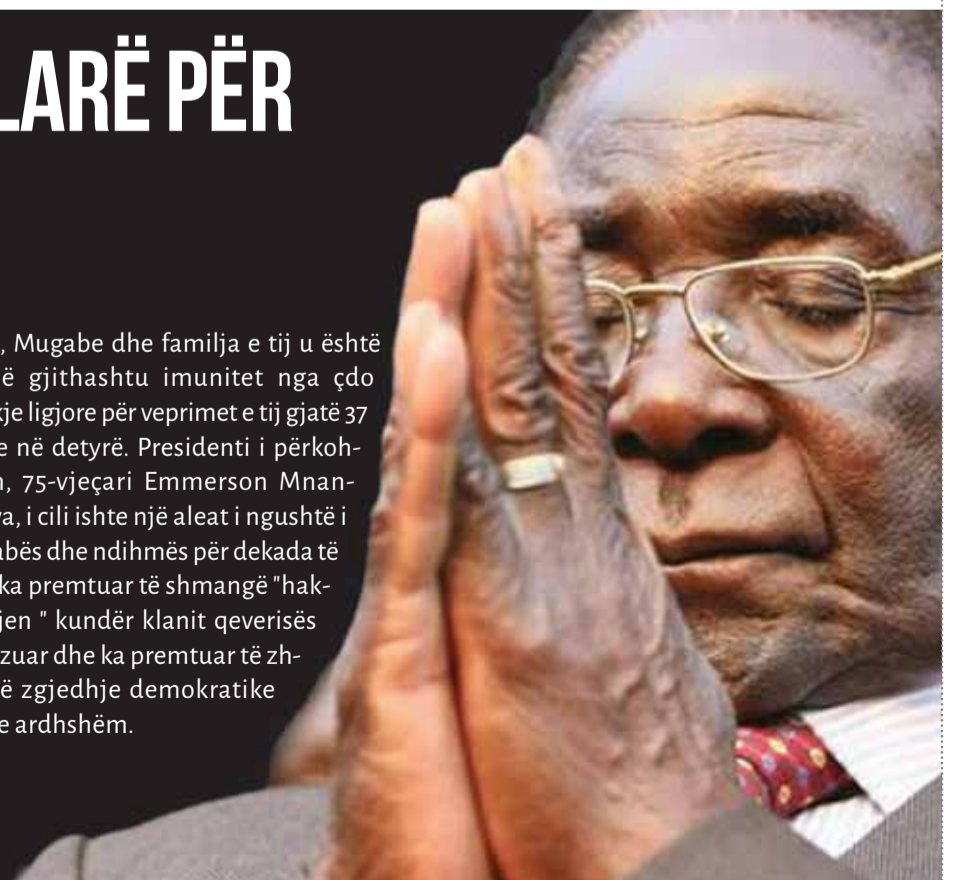 LARË PËR
, Mugabe dhe familja e tij u është
ë gjithashtu imunitet nga çdo
kje ligjore për veprimet e tij gjatë 37
e në detyrë. Presidenti i përkoh-
, 75-vjeçari Emmerson Mnan-
a, i cili ishte një aleat i ngushtë i
abës dhe ndihmës për dekada të
ka premtuar të shmangë "hak-
jen " kundër klanit qeverisës
zuar dhe ka premtuar të zh-
ë zgjedhje demokratike
e ardhshëm.